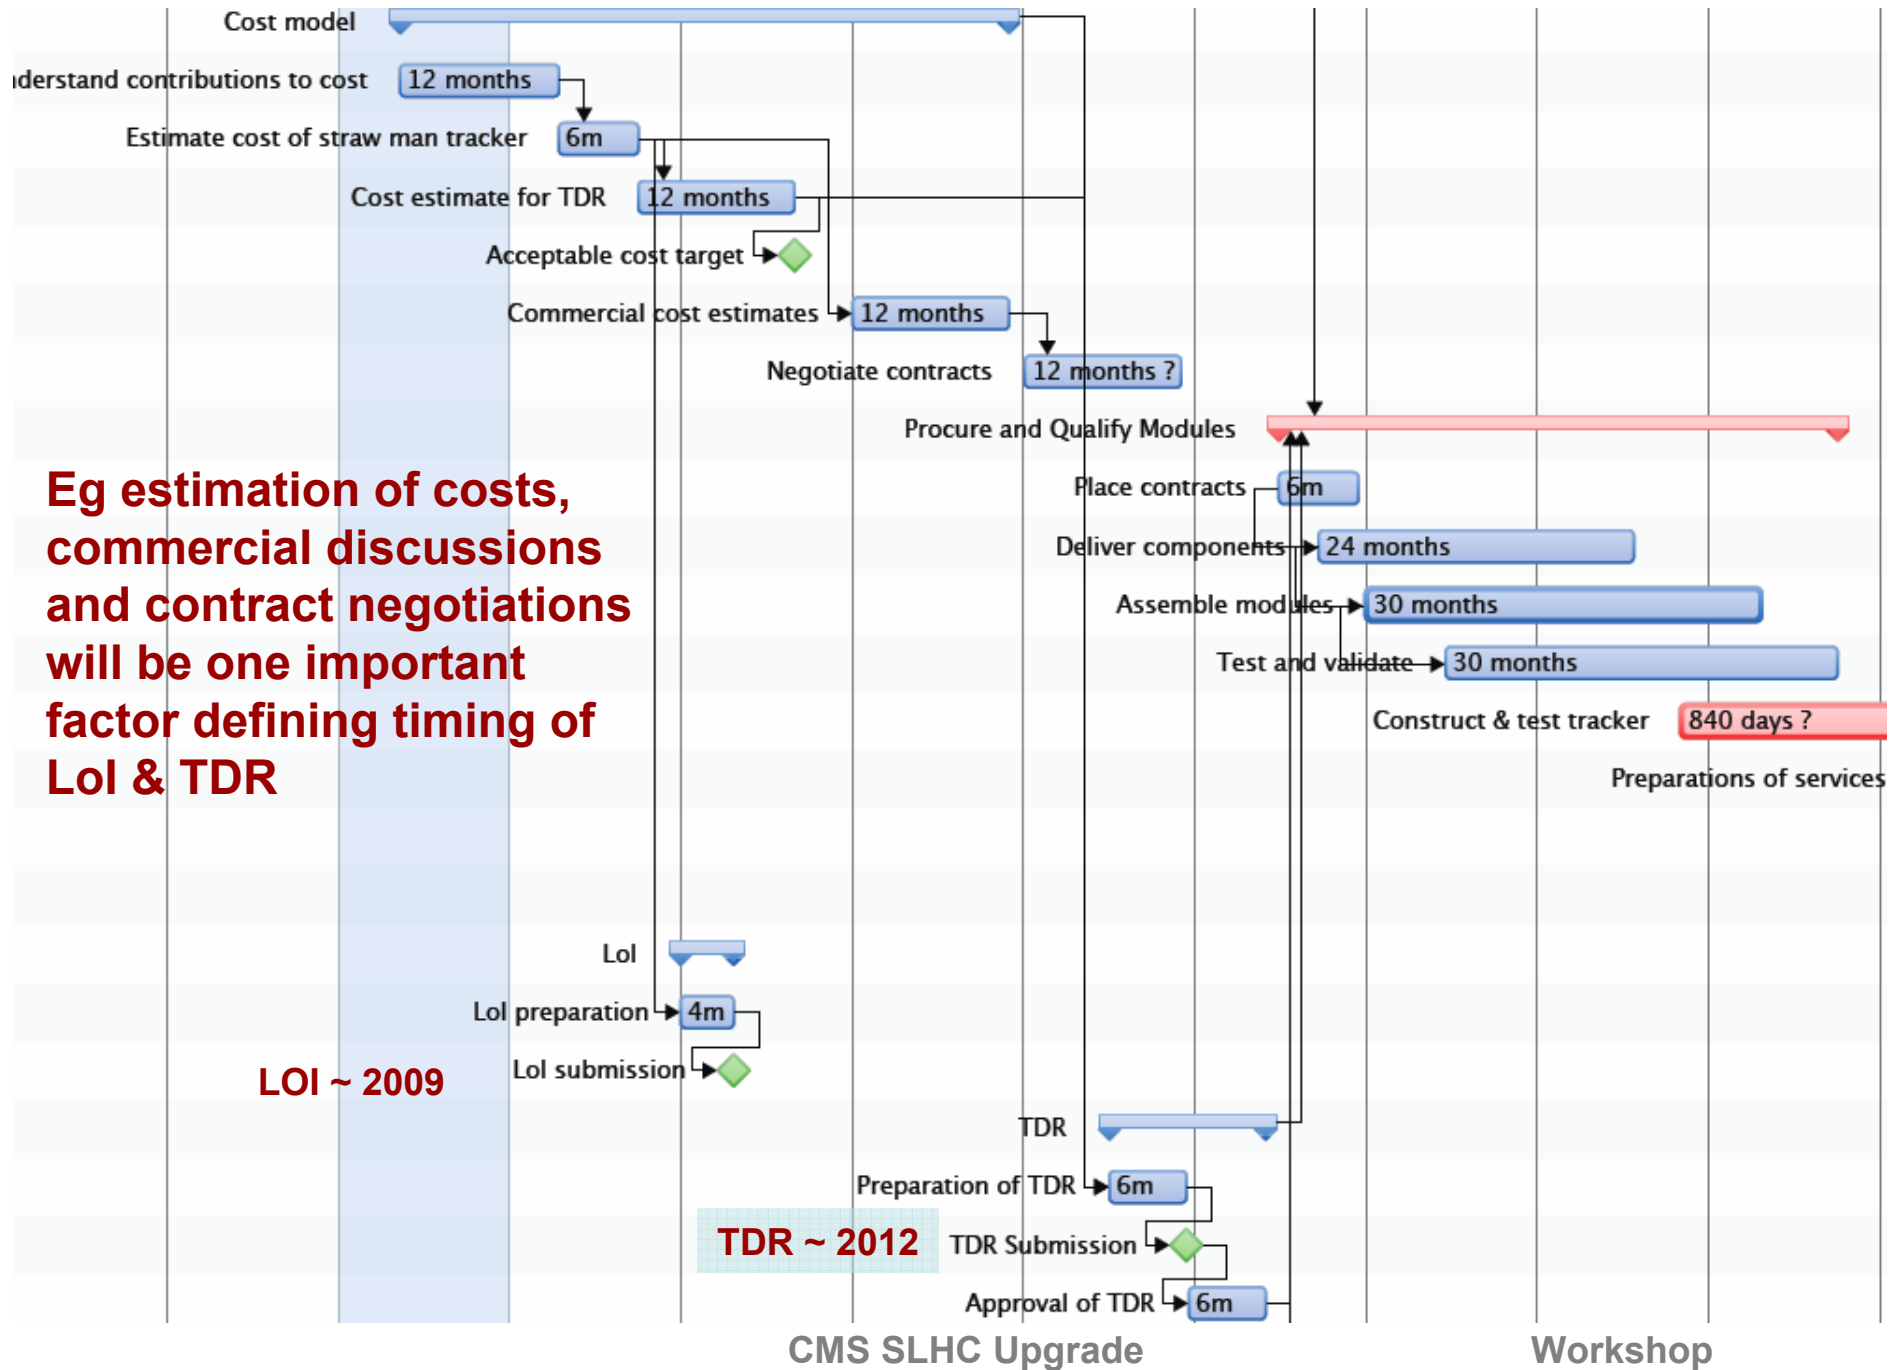 Cost model
derstand contributions to cost 12 months
Estimate cost of straw man tracker 6m
Cost estimate for TDR 12 months
Acceptable cost target
Commercial cost estimates 12 months
Negotiate contracts 12 months ?
Procure and Qualify Modules
Eg estimation of costs,
commercial discussions
and contract negotiations
will be one important
factor defining timing of
LoI & TDR
Place contracts 6m
Deliver components 24 months
Assemble modules 30 months
Test and validate 30 months
Construct & test tracker 840 days ?
Preparations of services
LoI
LoI preparation 4m
LoI submission
LOI ~ 2009
TDR
Preparation of TDR 6m
TDR ~ 2012
TDR Submission
Approval of TDR 6m
CMS SLHC Upgrade Workshop